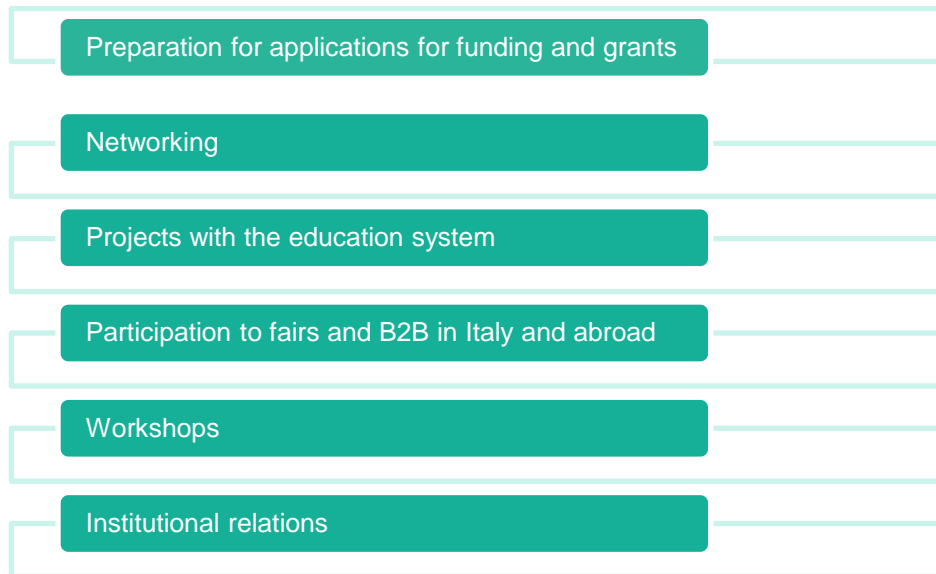 Preparation for applications for funding and grants
Networking
Projects with the education system
Participation to fairs and B2B in Italy and abroad
Workshops
Institutional relations